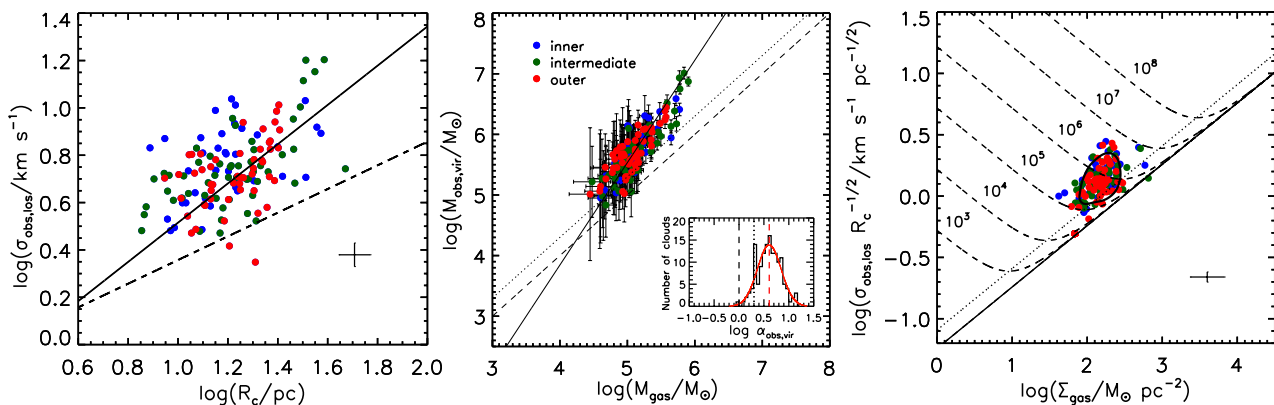 1.4
1.2
1.0
0.8
0.6
0.4
0.2
0.0
log(σobs,los/km s⁻¹)
0.6 0.8 1.0 1.2 1.4 1.6 1.8 2.0
log(Rc/pc)
8
7
6
5
4
3
log(Mobs,vir/M⊙)
inner
intermediate
outer
Number of clouds
20
15
10
5
0
-1.0 -0.5 0.0 0.5 1.0 1.5
log αobs,vir
3 4 5 6 7 8
log(Mgas/M⊙)
1.5
1.0
0.5
0.0
-0.5
-1.0
log(σobs,los Rc⁻¹/²/km s⁻¹ pc⁻¹/²)
10⁸
10⁷
10⁶
10⁵
10⁴
10³
0 1 2 3 4
log(Σgas/M⊙ pc⁻²)